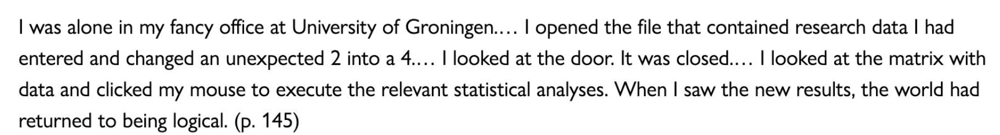 I was alone in my fancy office at University of Groningen.… I opened the file that contained research data I had
entered and changed an unexpected 2 into a 4.… I looked at the door. It was closed.… I looked at the matrix with
data and clicked my mouse to execute the relevant statistical analyses. When I saw the new results, the world had
returned to being logical. (p. 145)